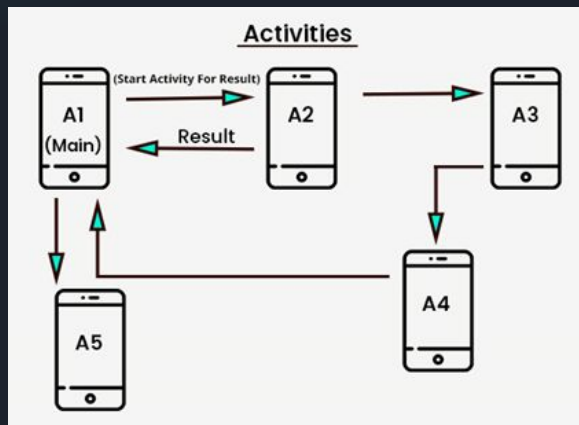 Activities
(Start Activity For Result)
A1
(Main)
A2
A3
Result
A4
A5